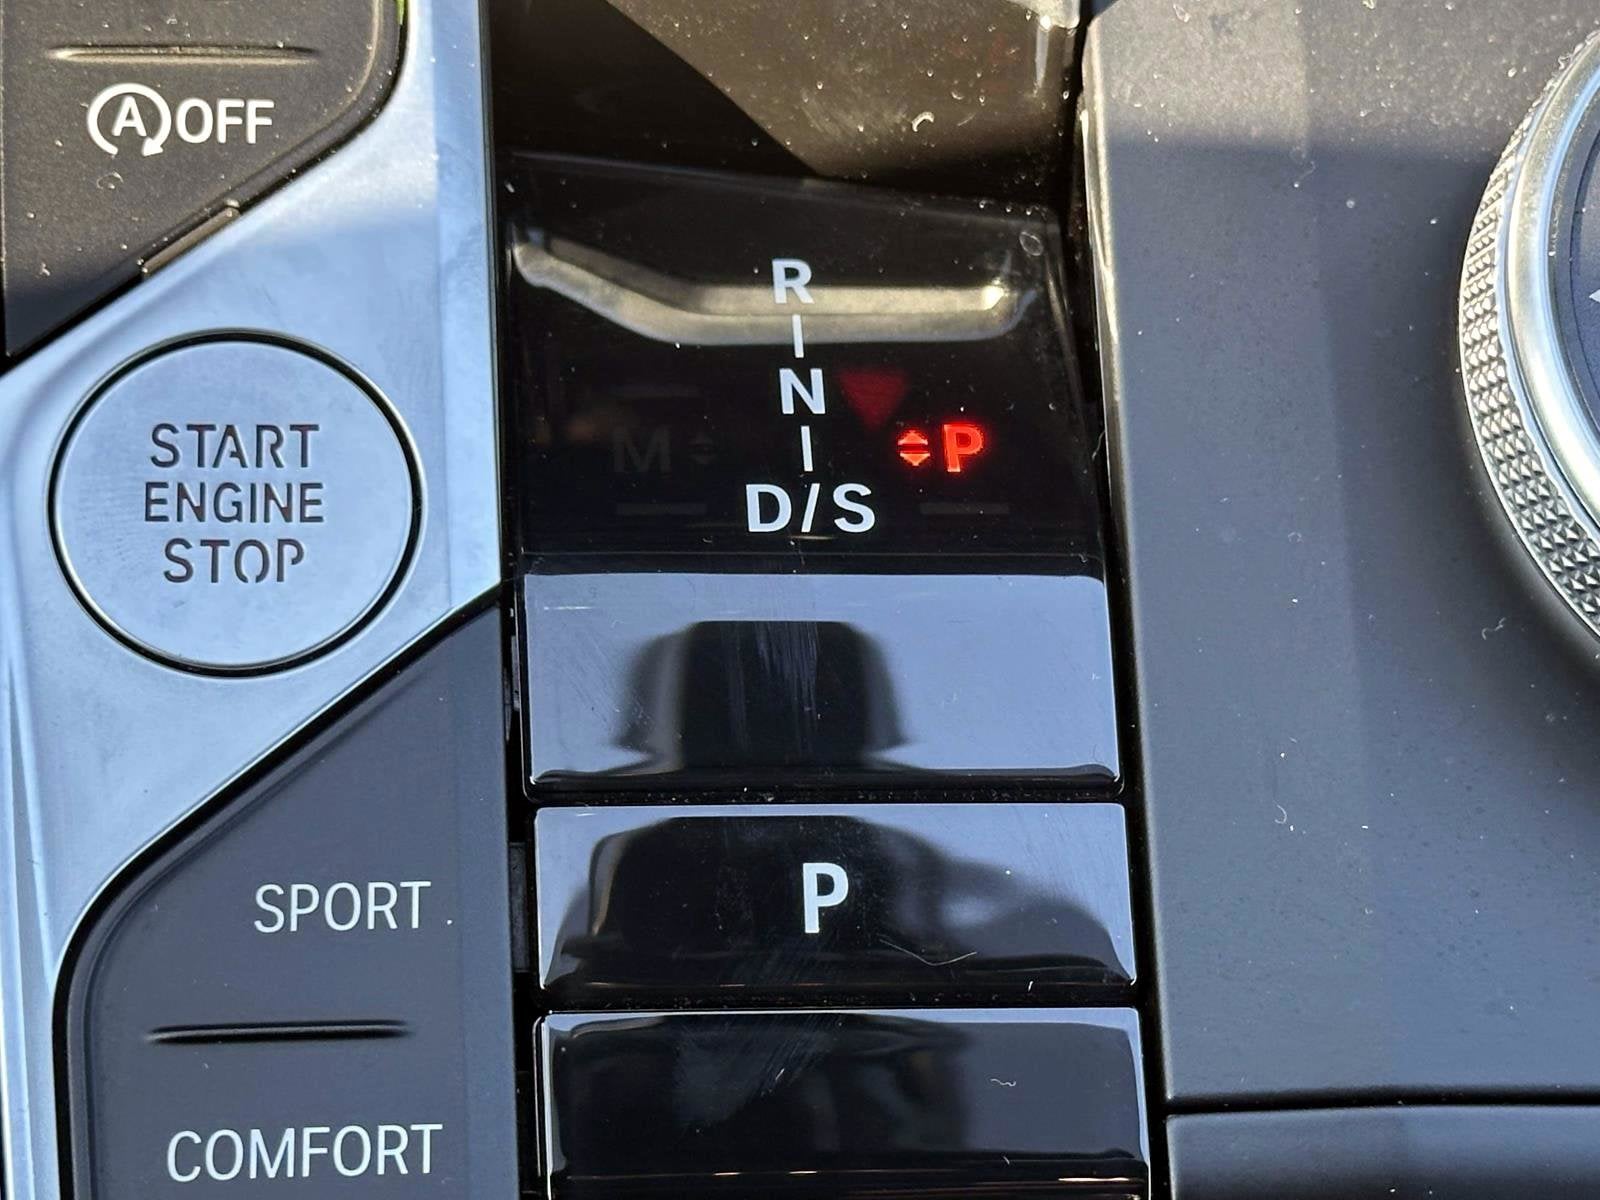 A OFF
START
ENGINE
STOP
R
N
M P
D/S
P
SPORT
COMFORT